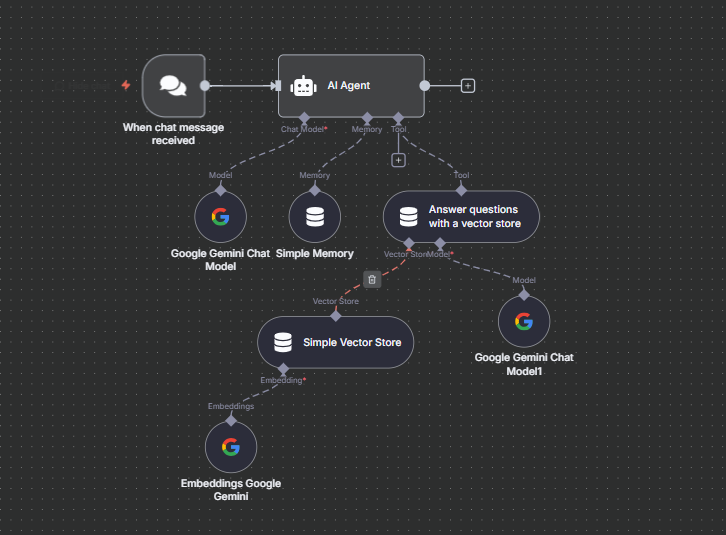 AI Agent
When chat message
received
Chat Model*
Memory
Tool
Model
Memory
Tool
Answer questions
with a vector store
Google Gemini Chat
Model
Simple Memory
Vector Store
Model*
Model
Vector Store
Simple Vector Store
Google Gemini Chat
Model1
Embedding*
Embeddings
Embeddings Google
Gemini